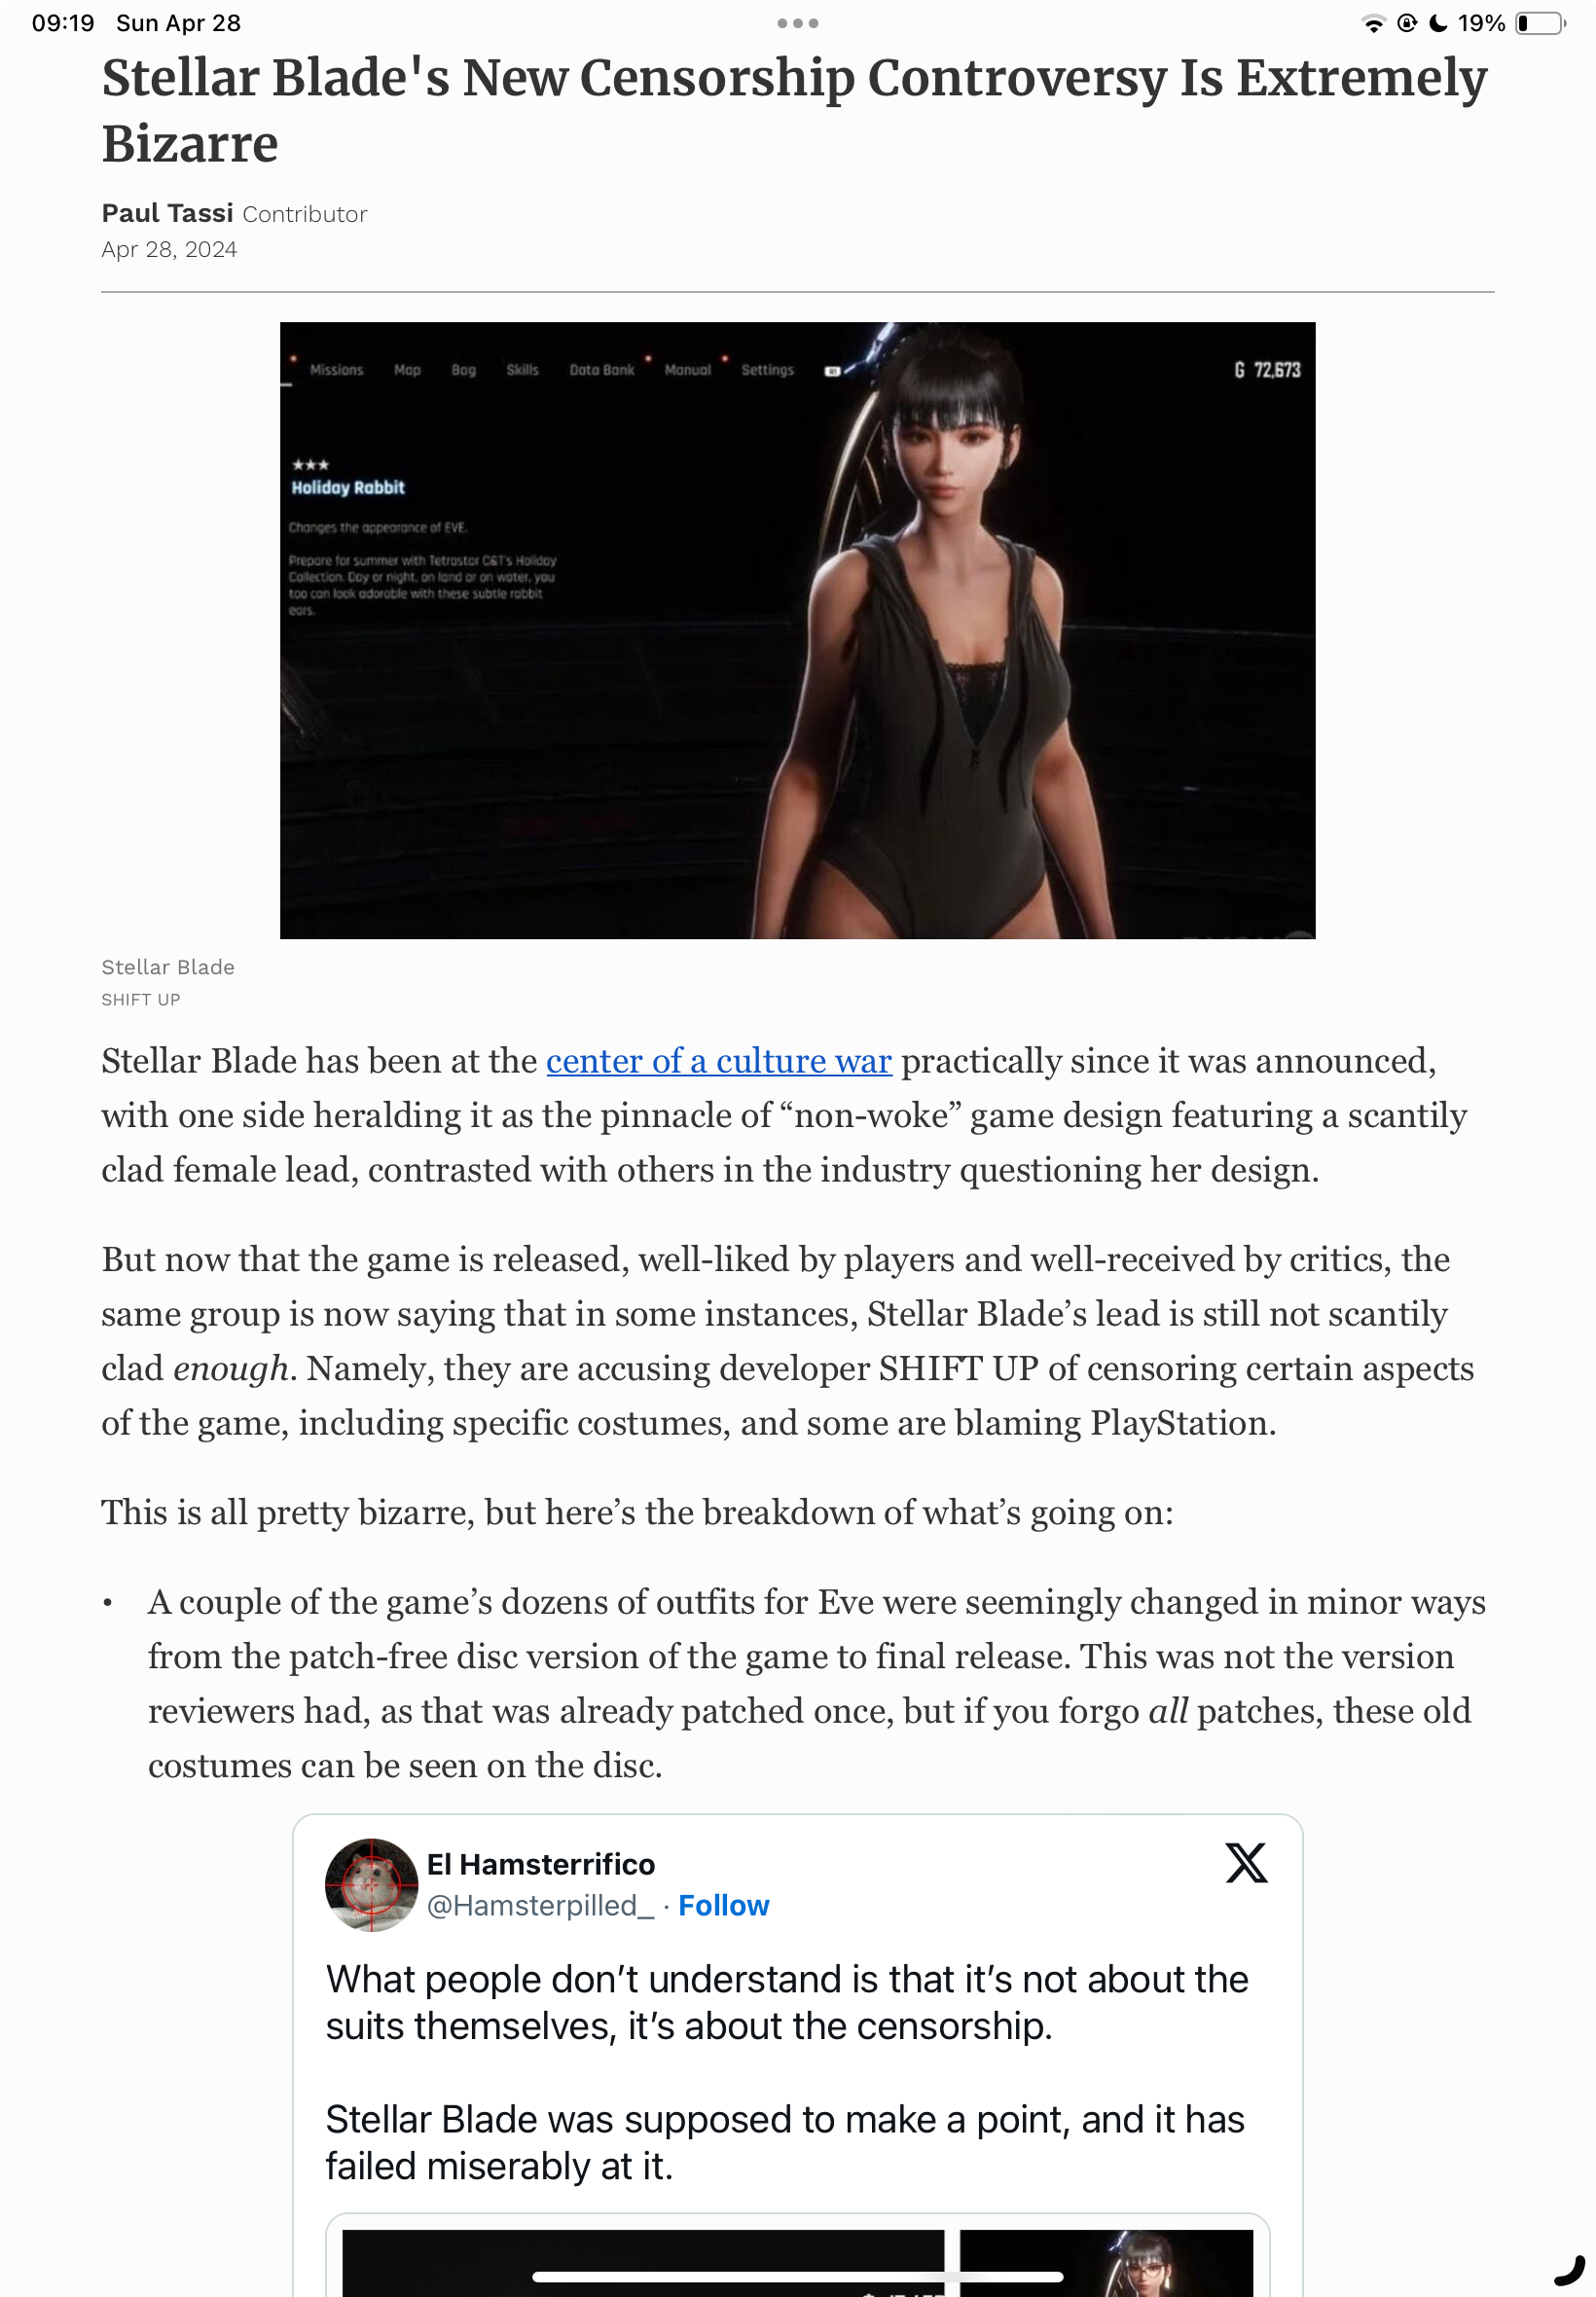 09:19 Sun Apr 28
19%
Stellar Blade's New Censorship Controversy Is Extremely
Bizarre
Paul Tassi Contributor
Apr 28, 2024
Missions Map Bag Skills Data Bank Manual Settings
G 72,673
★★★
Holiday Rabbit
Changes the appearance of EVE.
Prepare for summer with Tetrastar C&T's Holiday
Collection. Day or night, on land or on water, you
too can look adorable with these subtle rabbit
ears.
Stellar Blade
SHIFT UP
Stellar Blade has been at the center of a culture war practically since it was announced,
with one side heralding it as the pinnacle of “non-woke” game design featuring a scantily
clad female lead, contrasted with others in the industry questioning her design.
But now that the game is released, well-liked by players and well-received by critics, the
same group is now saying that in some instances, Stellar Blade’s lead is still not scantily
clad enough. Namely, they are accusing developer SHIFT UP of censoring certain aspects
of the game, including specific costumes, and some are blaming PlayStation.
This is all pretty bizarre, but here’s the breakdown of what’s going on:
• A couple of the game’s dozens of outfits for Eve were seemingly changed in minor ways
from the patch-free disc version of the game to final release. This was not the version
reviewers had, as that was already patched once, but if you forgo all patches, these old
costumes can be seen on the disc.
El Hamsterrifico
@Hamsterpilled_ · Follow
What people don’t understand is that it’s not about the
suits themselves, it’s about the censorship.
Stellar Blade was supposed to make a point, and it has
failed miserably at it.